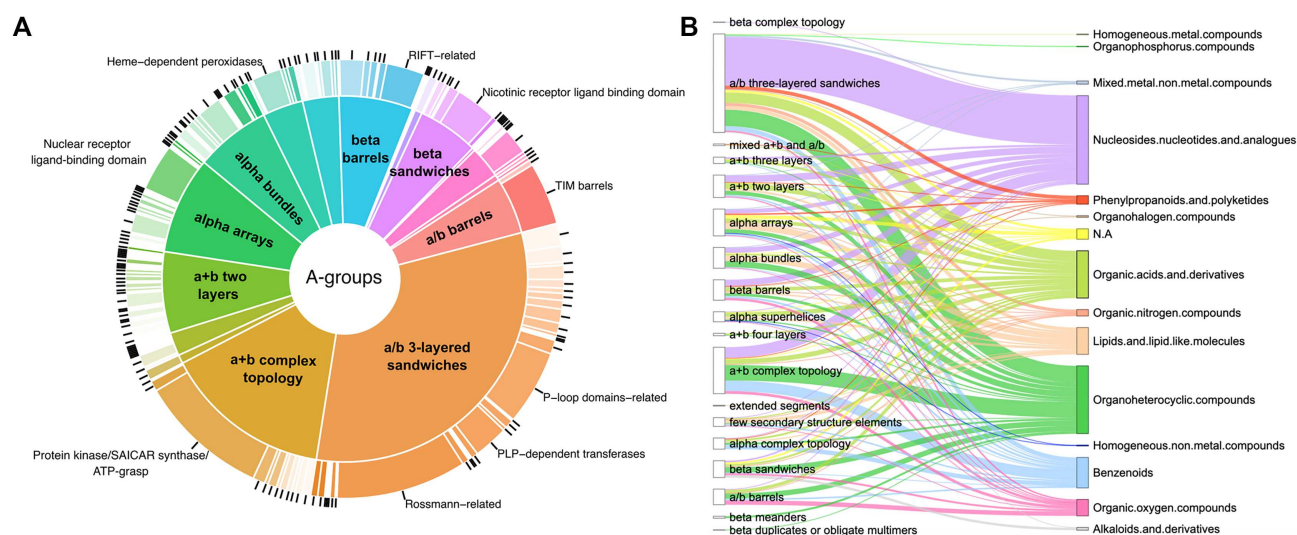 A
RIFT−related
Heme−dependent peroxidases
Nicotinic receptor ligand binding domain
beta
barrels
beta
sandwiches
Nuclear receptor
ligand-binding domain
alpha bundles
TIM barrels
alpha arrays
a/b barrels
A-groups
a+b two
layers
a+b complex
topology
a/b 3-layered
sandwiches
P−loop domains−related
PLP−dependent transferases
Protein kinase/SAICAR synthase/
ATP-grasp
Rossmann−related
B
beta complex topology
a/b three-layered sandwiches
mixed a+b and a/b
a+b three layers
a+b two layers
alpha arrays
alpha bundles
beta barrels
alpha superhelices
a+b four layers
a+b complex topology
extended segments
few secondary structure elements
alpha complex topology
beta sandwiches
a/b barrels
beta meanders
beta duplicates or obligate multimers
Homogeneous.metal.compounds
Organophosphorus.compounds
Mixed.metal.non.metal.compounds
Nucleosides.nucleotides.and.analogues
Phenylpropanoids.and.polyketides
Organohalogen.compounds
N.A
Organic.acids.and.derivatives
Organic.nitrogen.compounds
Lipids.and.lipid.like.molecules
Organoheterocyclic.compounds
Homogeneous.non.metal.compounds
Benzenoids
Organic.oxygen.compounds
Alkaloids.and.derivatives